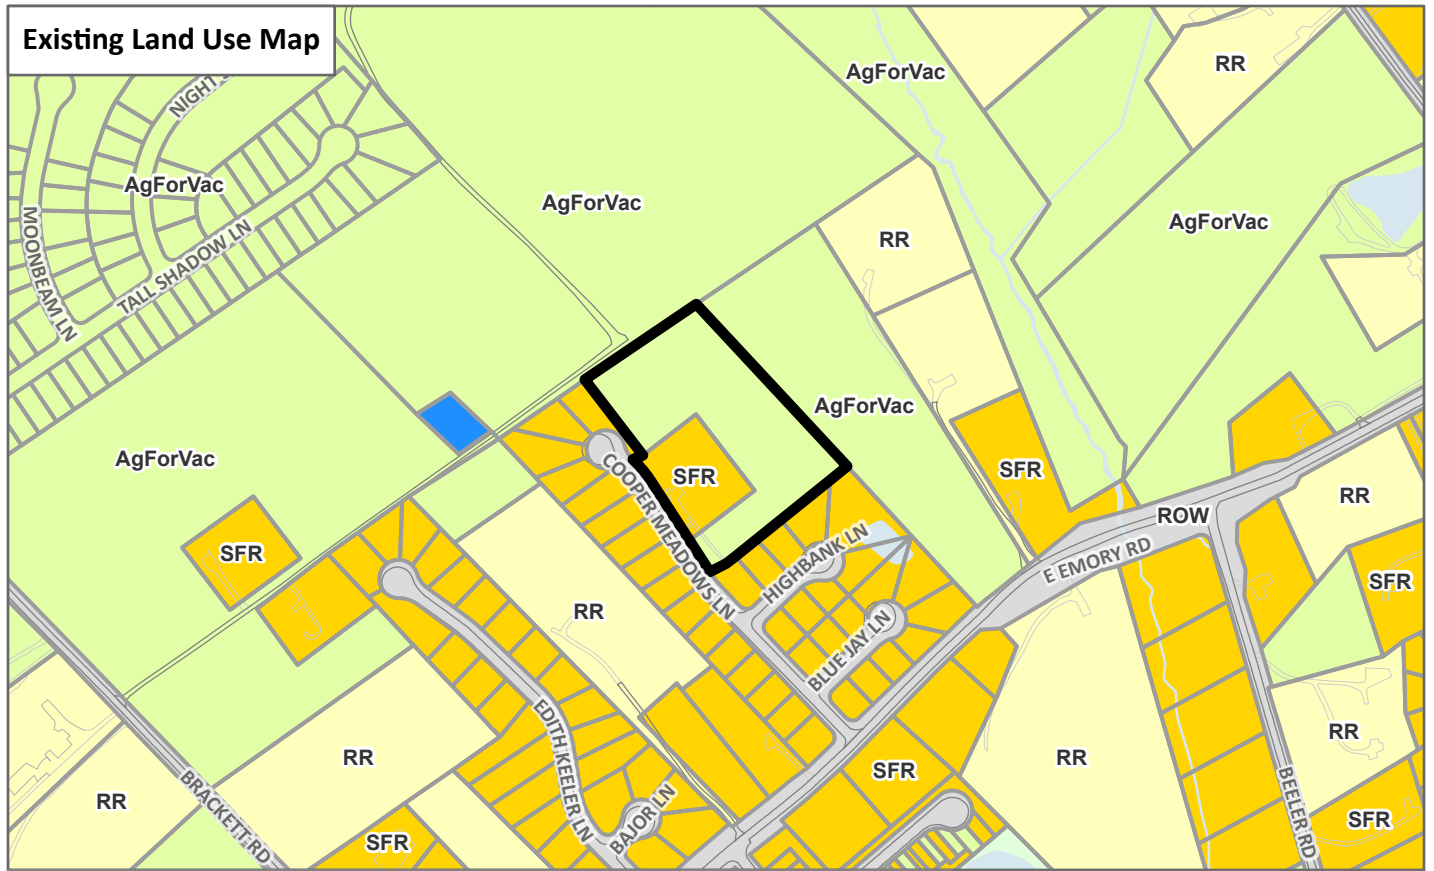 Existing Land Use Map
NIGHT
AgForVac
RR
AgForVac
AgForVac
AgForVac
RR
MOONBEAM LN
TALL SHADOW LN
AgForVac
AgForVac
SFR
SFR
COOPER MEADOWS LN
RR
ROW
SFR
HIGHBANK LN
E EMORY RD
SFR
RR
BLUE JAY LN
EDITH KEELER LN
RR
RR
RR
SFR
RR
BRACKETT RD
BAJOR LN
BEELER RD
SFR
SFR